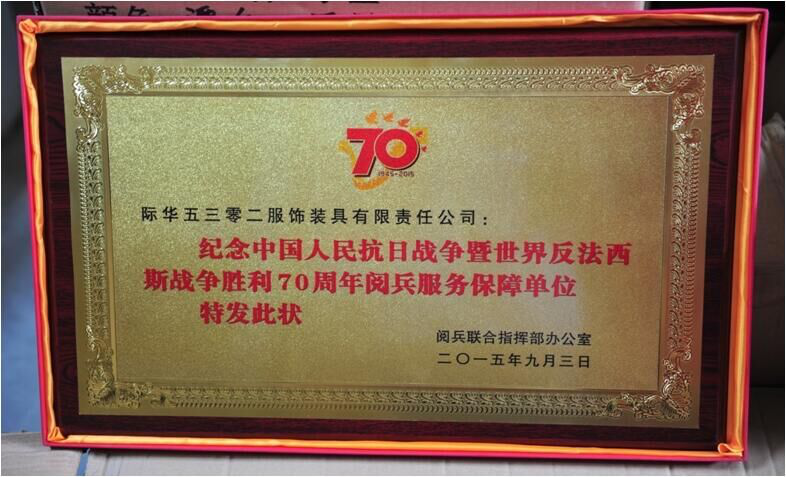 70
1945-2015
际华五三零二服饰装具有限责任公司：
纪念中国人民抗日战争暨世界反法西
斯战争胜利70周年阅兵服务保障单位
特发此状
阅兵联合指挥部办公室
二〇一五年九月三日